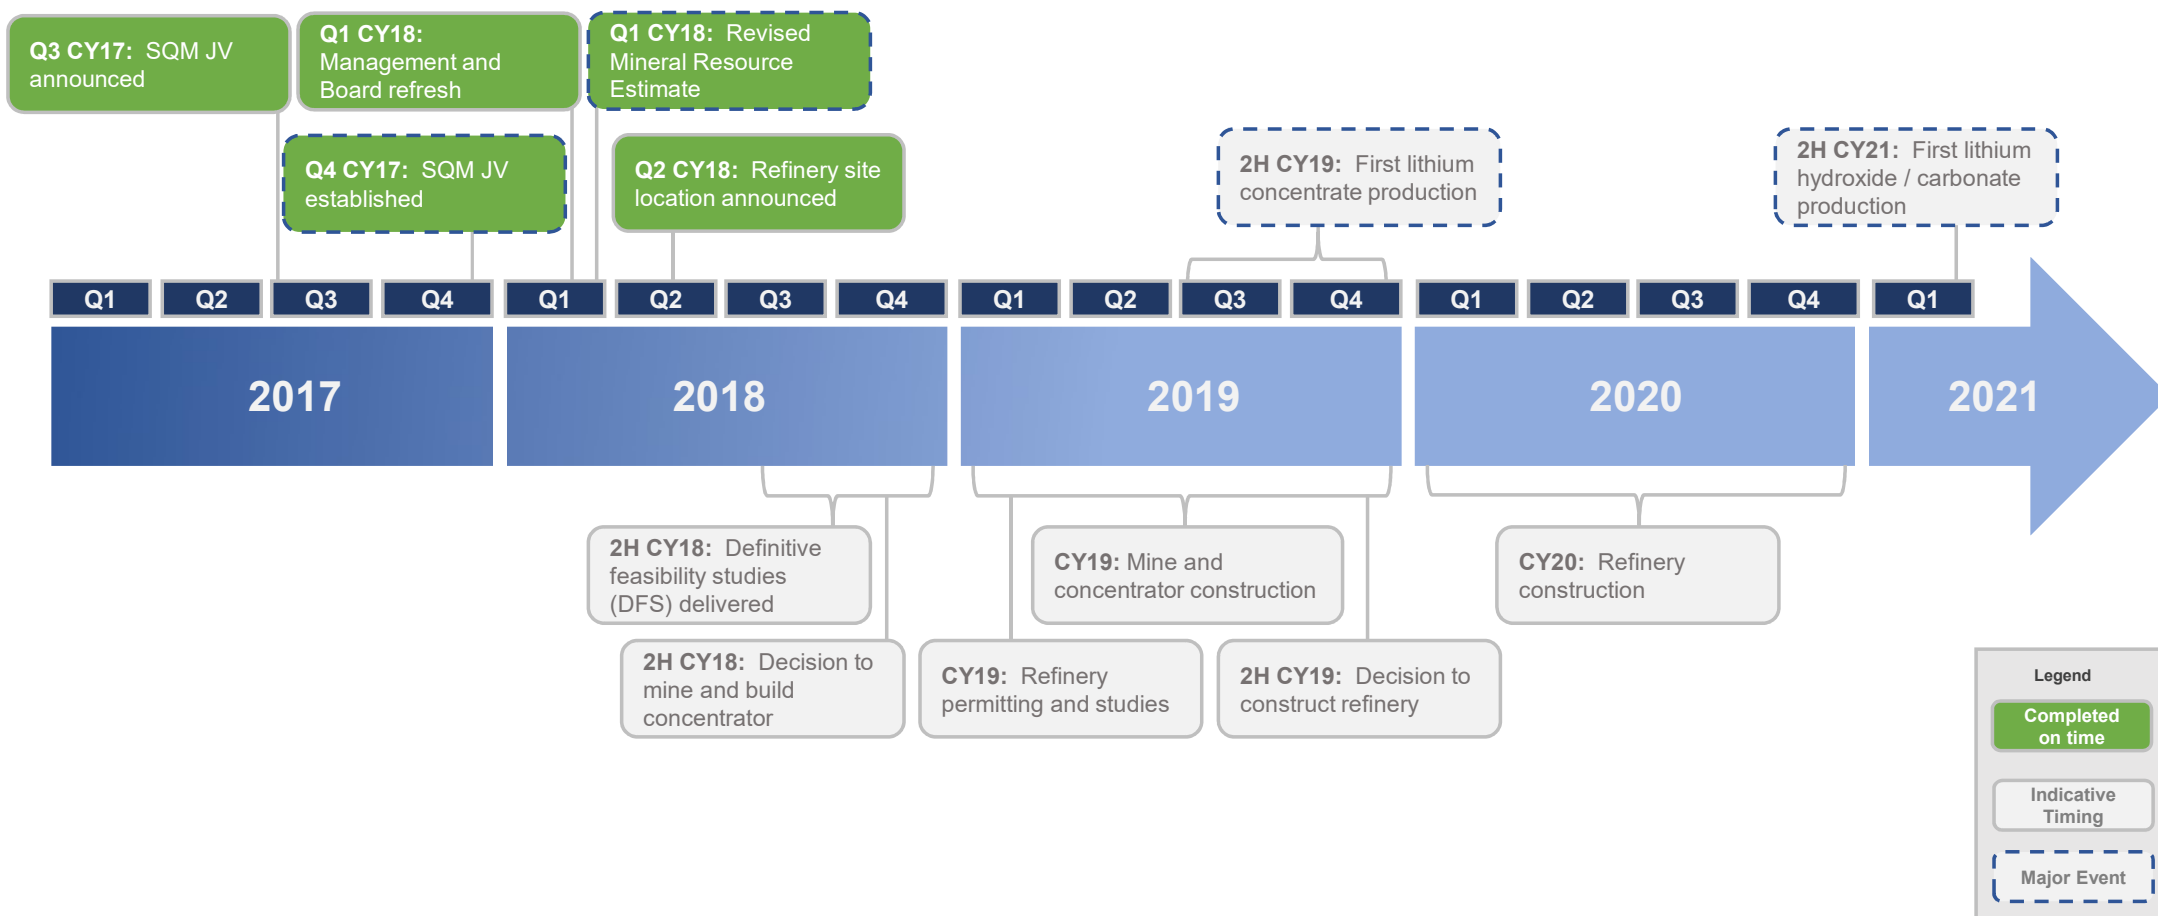 Q3 CY17: SQM JV
announced
Q1 CY18:
Management and
Board refresh
Q1 CY18: Revised
Mineral Resource
Estimate
Q4 CY17: SQM JV
established
Q2 CY18: Refinery site
location announced
2H CY19: First lithium
concentrate production
2H CY21: First lithium
hydroxide / carbonate
production
Q1 Q2 Q3 Q4 Q1 Q2 Q3 Q4 Q1 Q2 Q3 Q4 Q1 Q2 Q3 Q4 Q1
2017 2018 2019 2020 2021
2H CY18: Definitive
feasibility studies
(DFS) delivered
CY19: Mine and
concentrator construction
CY20: Refinery
construction
2H CY18: Decision to
mine and build
concentrator
CY19: Refinery
permitting and studies
2H CY19: Decision to
construct refinery
Legend
Completed
on time
Indicative
Timing
Major Event